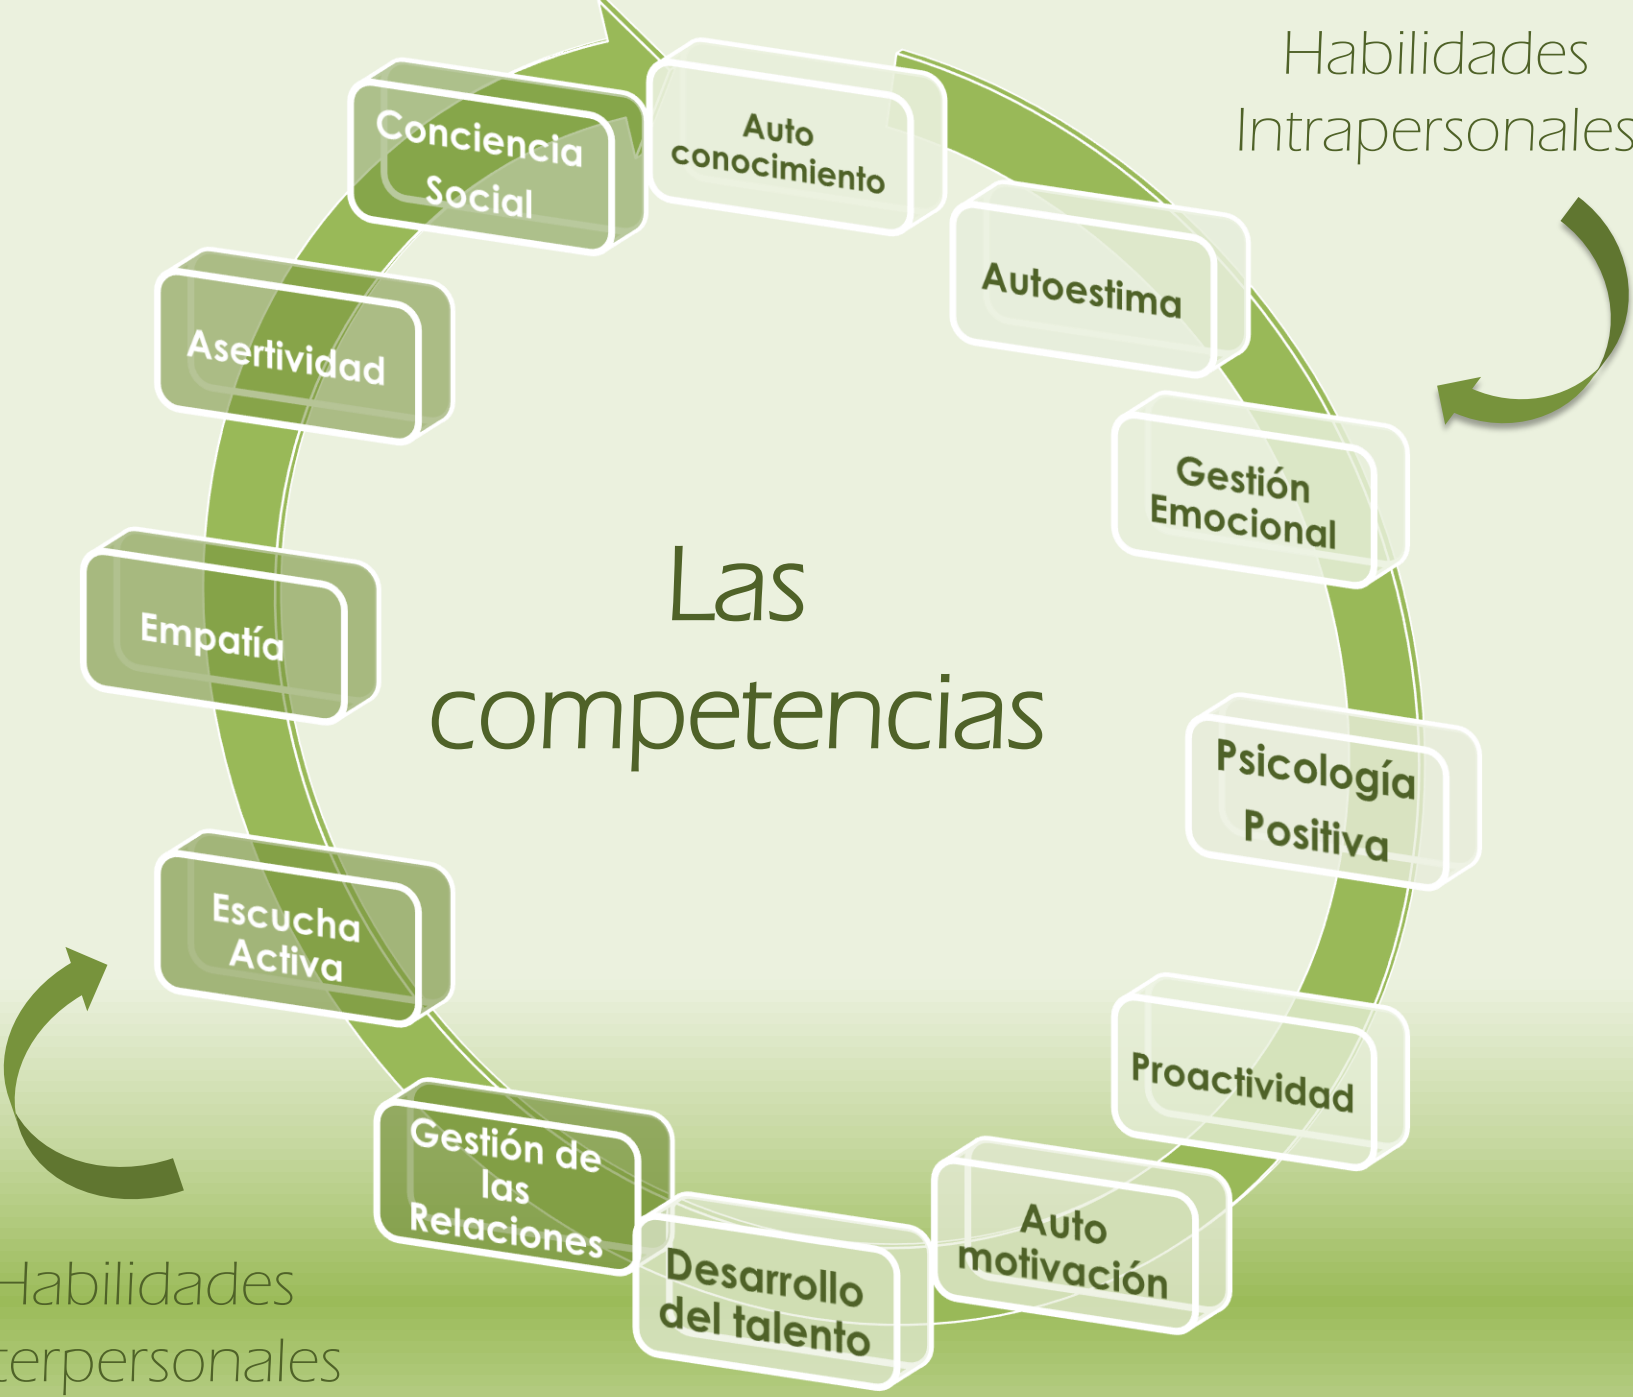 Habilidades
Intrapersonales
Auto
conocimiento
Autoestima
Gestión
Emocional
Psicología
Positiva
Proactividad
Auto
motivación
Desarrollo
del talento
Gestión de
las
Relaciones
Escucha
Activa
Empatía
Asertividad
Conciencia
Social
Las
competencias
Habilidades
terpersonales